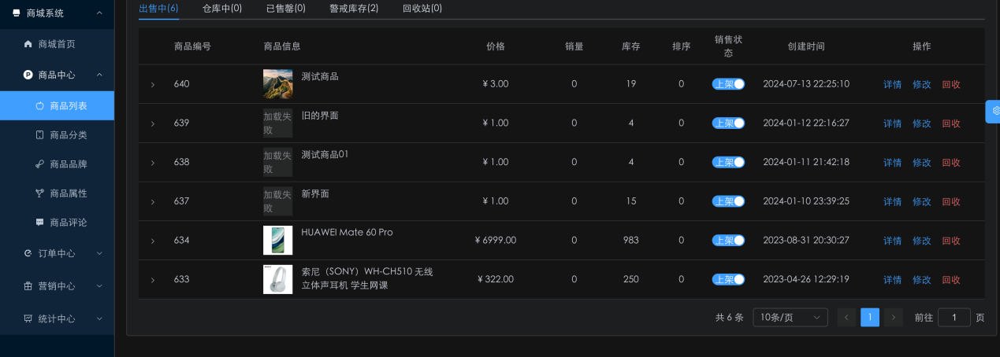 商城系统
商城首页
商品中心
商品列表
商品分类
商品品牌
商品属性
商品评论
订单中心
营销中心
统计中心
出售中(6) 仓库中(0) 已售罄(0) 警戒库存(2) 回收站(0)
商品编号 商品信息 价格 销量 库存 排序 销售状态 创建时间 操作
640 测试商品 ¥ 3.00 0 19 0 上架 2024-07-13 22:25:10 详情 修改 回收
639 加载失败 旧的界面 ¥ 1.00 0 4 0 上架 2024-01-12 22:16:27 详情 修改 回收
638 加载失败 测试商品01 ¥ 1.00 0 4 0 上架 2024-01-11 21:42:18 详情 修改 回收
637 加载失败 新界面 ¥ 1.00 0 15 0 上架 2024-01-10 23:39:25 详情 修改 回收
634 HUAWEI Mate 60 Pro ¥ 6999.00 0 983 0 上架 2023-08-31 20:30:27 详情 修改 回收
633 索尼（SONY）WH-CH510 无线立体声耳机 学生网课 ¥ 322.00 0 250 0 上架 2023-04-26 12:29:19 详情 修改 回收
共 6 条 10条/页 1 前往 1 页